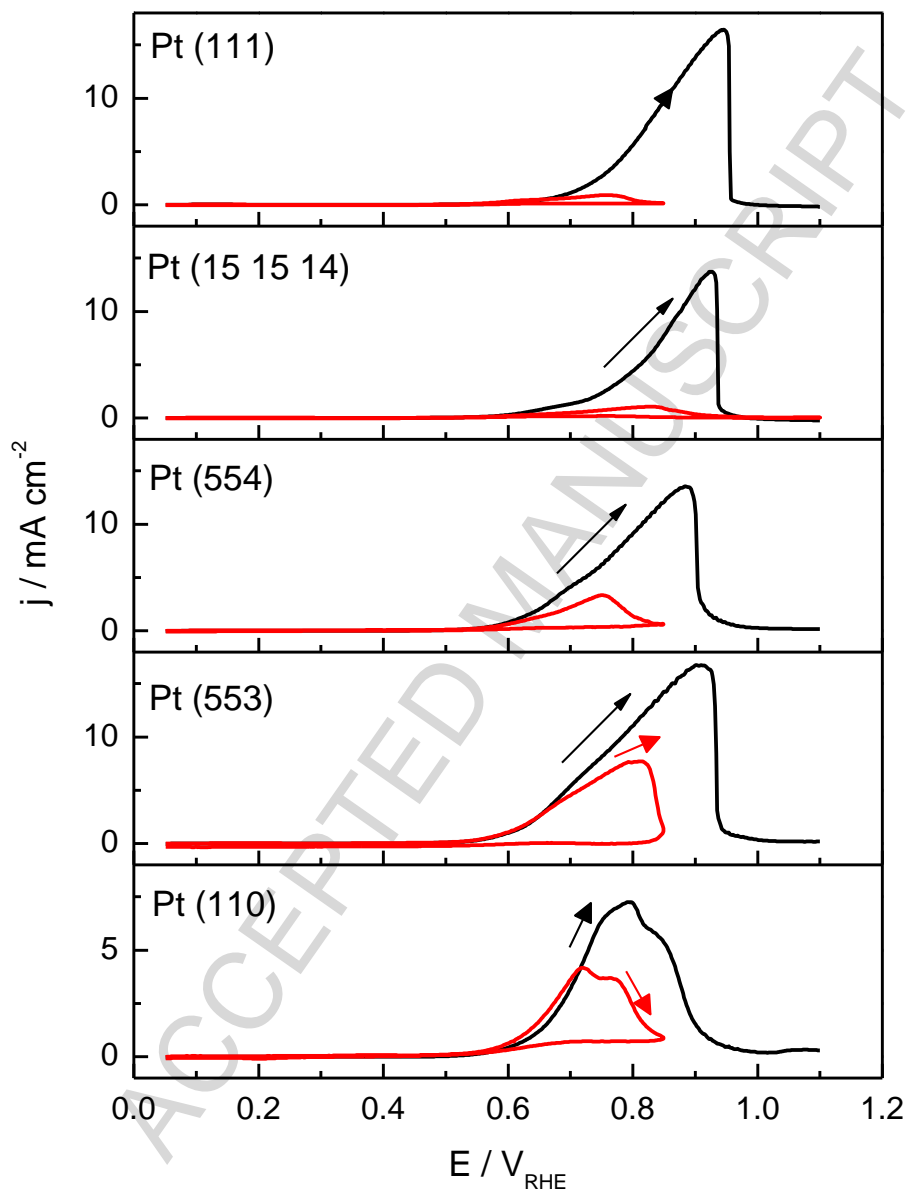 Pt (111)
10
0
Pt (15 15 14)
10
0
Pt (554)
10
0
Pt (553)
10
0
Pt (110)
5
0
0.0 0.2 0.4 0.6 0.8 1.0 1.2
E / V_RHE
j / mA cm⁻²
ACCEPTED MANUSCRIPT